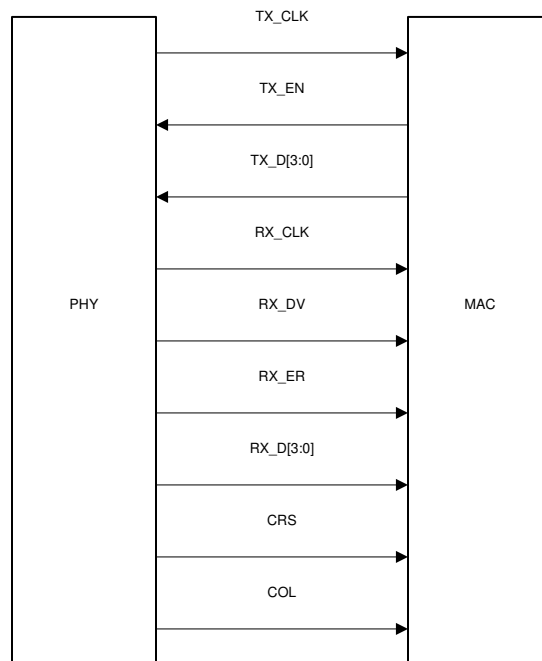 TX_CLK
TX_EN
TX_D[3:0]
RX_CLK
PHY
RX_DV
MAC
RX_ER
RX_D[3:0]
CRS
COL